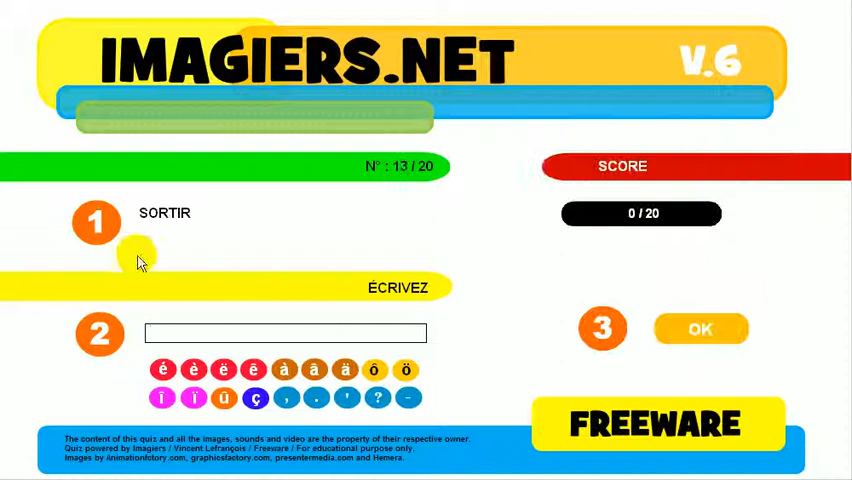 IMAGIERS.NET
V.6
N° : 13 / 20
SCORE
1
SORTIR
0 / 20
ÉCRIVEZ
2
3
OK
é è ë ê à â ä ô ö
î ï û ç , . ' ? -
FREEWARE
The content of this quiz and all the images, sounds and video are the property of their respective owner.
Quiz powered by Imagiers / Vincent Lefrançois / Freeware / For educational purpose only.
Images by Animationfctory.com, graphicsfactory.com, presentermedia.com and Hemera.